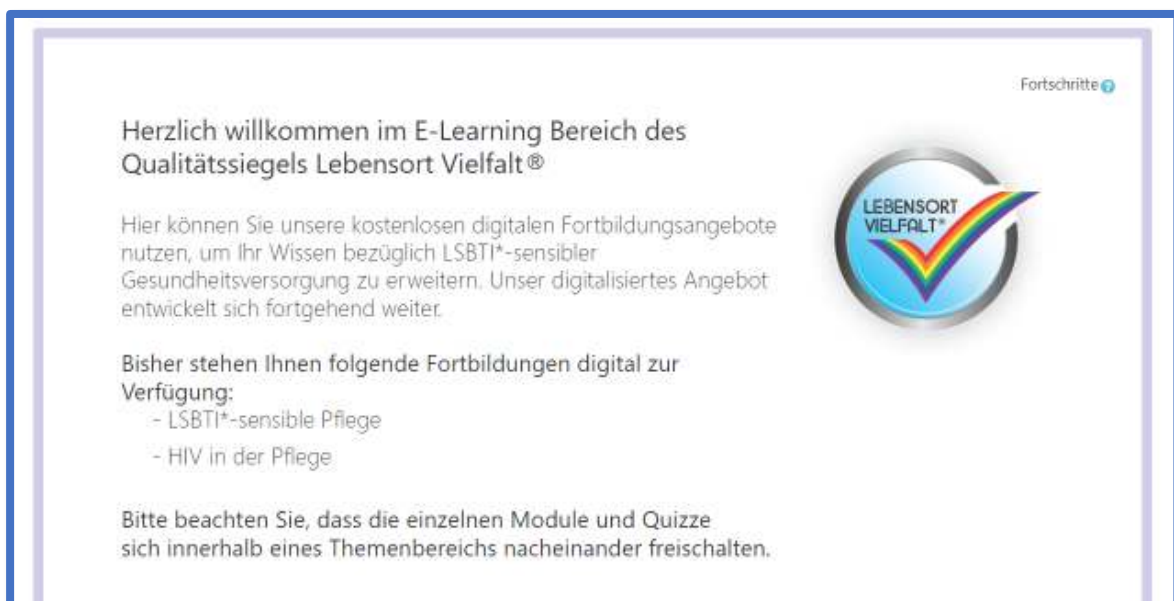 Fortschritte
Herzlich willkommen im E-Learning Bereich des
Qualitätssiegels Lebensort Vielfalt®
LEBENSORT
VIELFALT®
Hier können Sie unsere kostenlosen digitalen Fortbildungsangebote
nutzen, um Ihr Wissen bezüglich LSBTI*-sensibler
Gesundheitsversorgung zu erweitern. Unser digitalisiertes Angebot
entwickelt sich fortgehend weiter.
Bisher stehen Ihnen folgende Fortbildungen digital zur
Verfügung:
- LSBTI*-sensible Pflege
- HIV in der Pflege
Bitte beachten Sie, dass die einzelnen Module und Quizze
sich innerhalb eines Themenbereichs nacheinander freischalten.